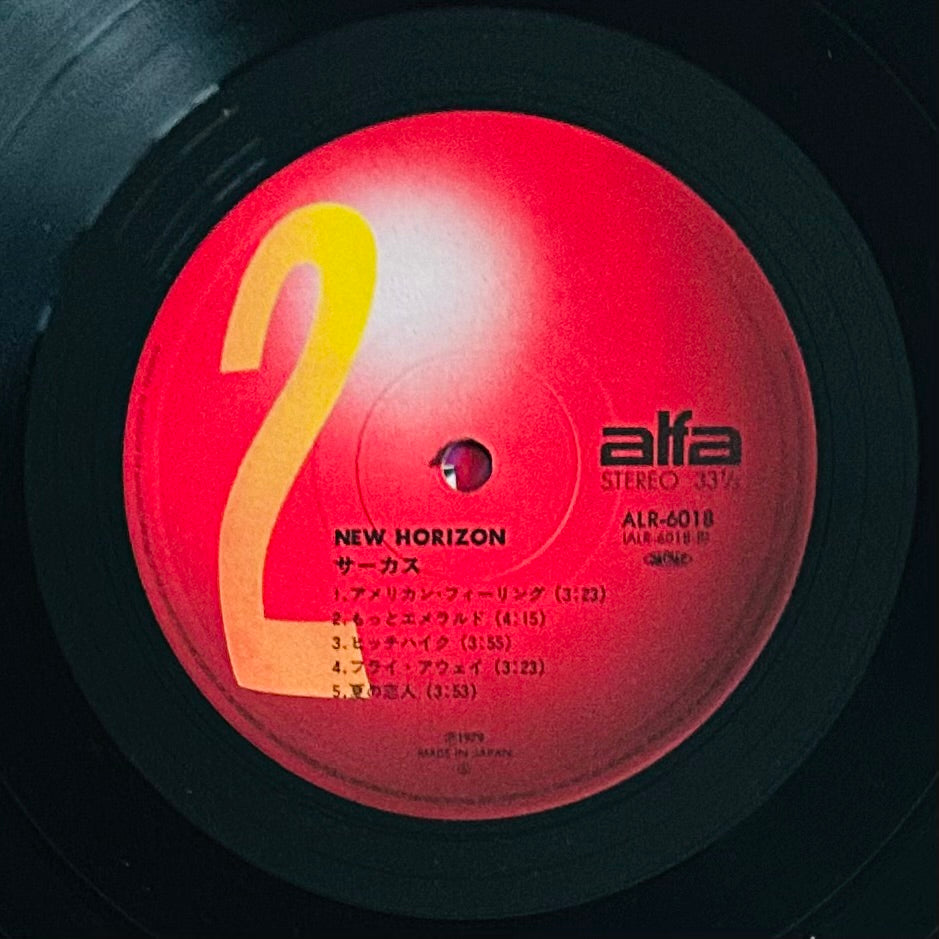 2
alfa
STEREO 33⅓
ALR-6018
(ALR-6018-B)
NEW HORIZON
サーカス
1.アメリカン・フィーリング (3:23)
2.もっとエメラルド (4:15)
3.ヒッチハイク (3:55)
4.フライ・アウェイ (3:23)
5.夏の恋人 (3:53)
Ⓟ1979
MADE IN JAPAN